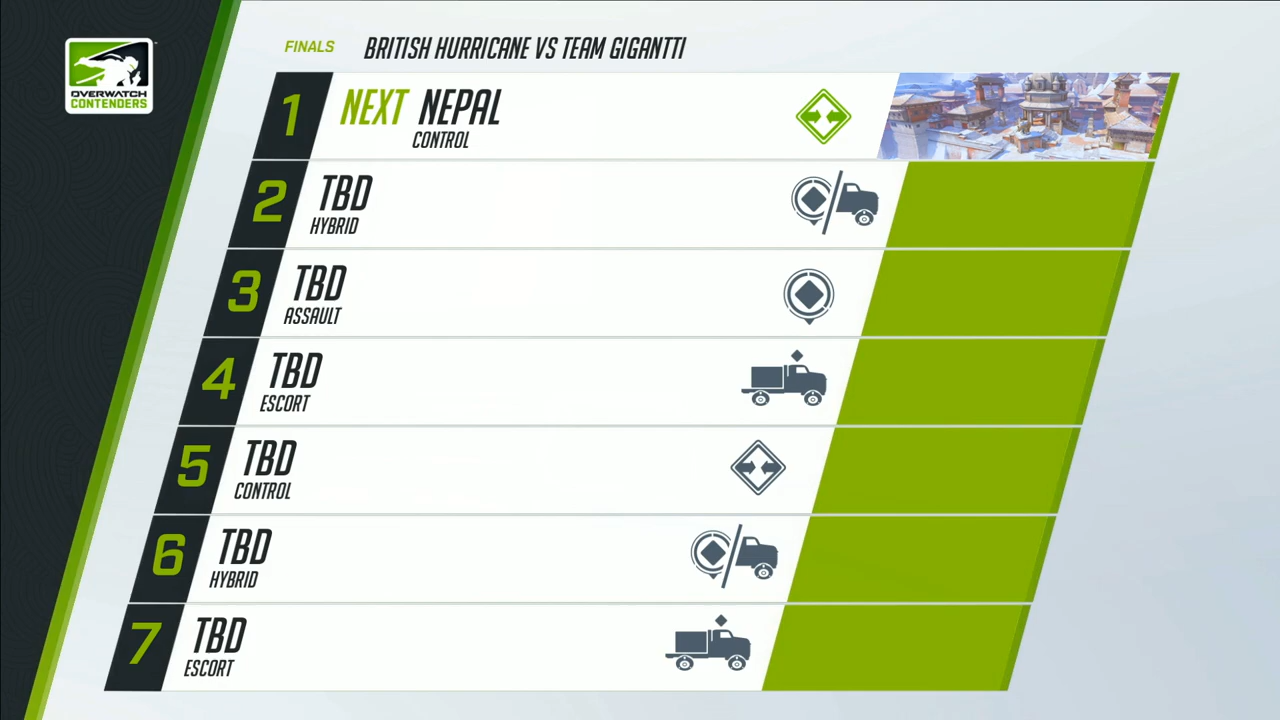 OVERWATCH
CONTENDERS
FINALS BRITISH HURRICANE VS TEAM GIGANTTI
1 NEXT NEPAL
CONTROL
2 TBD
HYBRID
3 TBD
ASSAULT
4 TBD
ESCORT
5 TBD
CONTROL
6 TBD
HYBRID
7 TBD
ESCORT